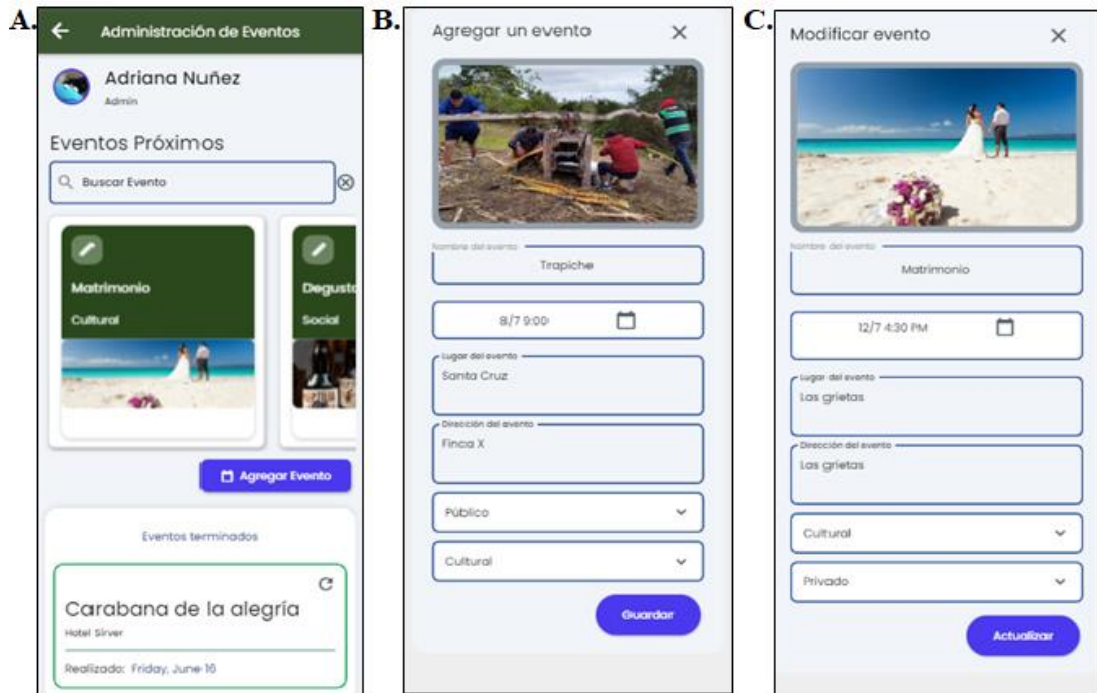 A.
Administración de Eventos
Adriana Nuñez
Admin
Eventos Próximos
Buscar Evento
Matrimonio
Cultural
Degusta
Social
Agregar Evento
Eventos terminados
Carabana de la alegría
Hotel Sirver
Realizado: Friday, June 16
B.
Agregar un evento
Nombre del evento
Tirapiche
8/7 9:00
Lugar del evento
Santa Cruz
Dirección del evento
Finca X
Público
Cultural
Guardar
C.
Modificar evento
Nombre del evento
Matrimonio
12/7 4:30 PM
Lugar del evento
Las grietas
Dirección del evento
Las grietas
Cultural
Privado
Actualizar